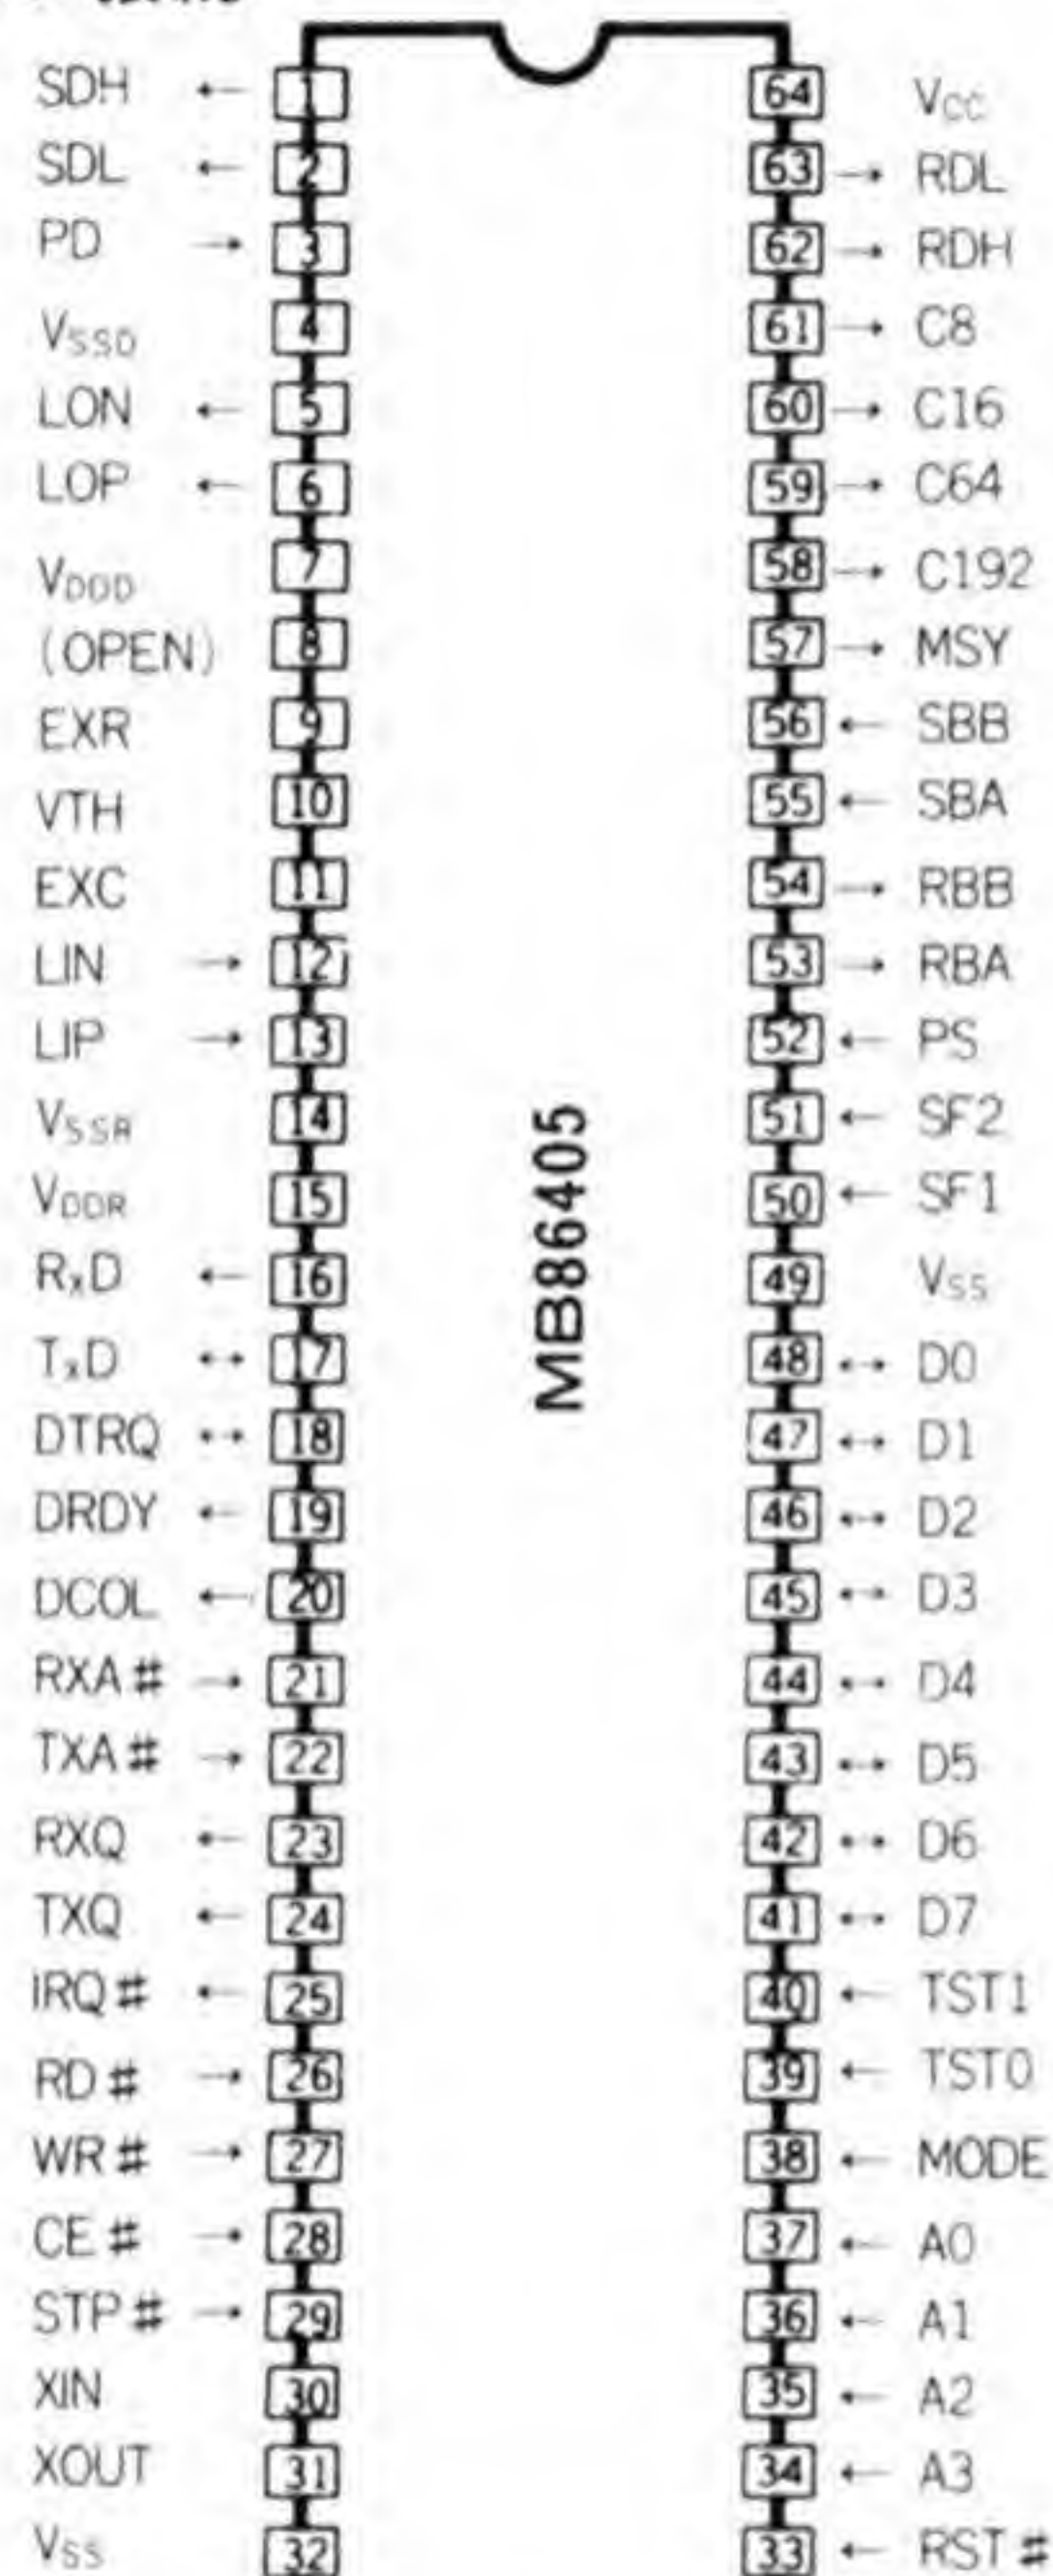 SDH ← 1 64 VCC
SDL ← 2 63 → RDL
PD → 3 62 → RDH
VSSD 4 61 → C8
LON ← 5 60 → C16
LOP ← 6 59 → C64
VDDD 7 58 → C192
(OPEN) 8 57 → MSY
EXR 9 56 ← SBB
VTH 10 55 ← SBA
EXC 11 54 → RBB
LIN → 12 53 → RBA
LIP → 13 52 ← PS
VSSR 14 51 ← SF2
VDDR 15 50 ← SF1
RxD ← 16 49 VSS
TxD ↔ 17 48 ↔ D0
DTRQ ↔ 18 47 ↔ D1
DRDY ← 19 46 ↔ D2
DCOL ← 20 45 ↔ D3
RXA# → 21 44 ↔ D4
TXA# → 22 43 ↔ D5
RXQ ← 23 42 ↔ D6
TXQ ← 24 41 ↔ D7
IRQ# ← 25 40 ← TST1
RD# → 26 39 ← TST0
WR# → 27 38 ← MODE
CE# → 28 37 ← A0
STP# → 29 36 ← A1
XIN 30 35 ← A2
XOUT 31 34 ← A3
VSS 32 33 ← RST#
MB86405